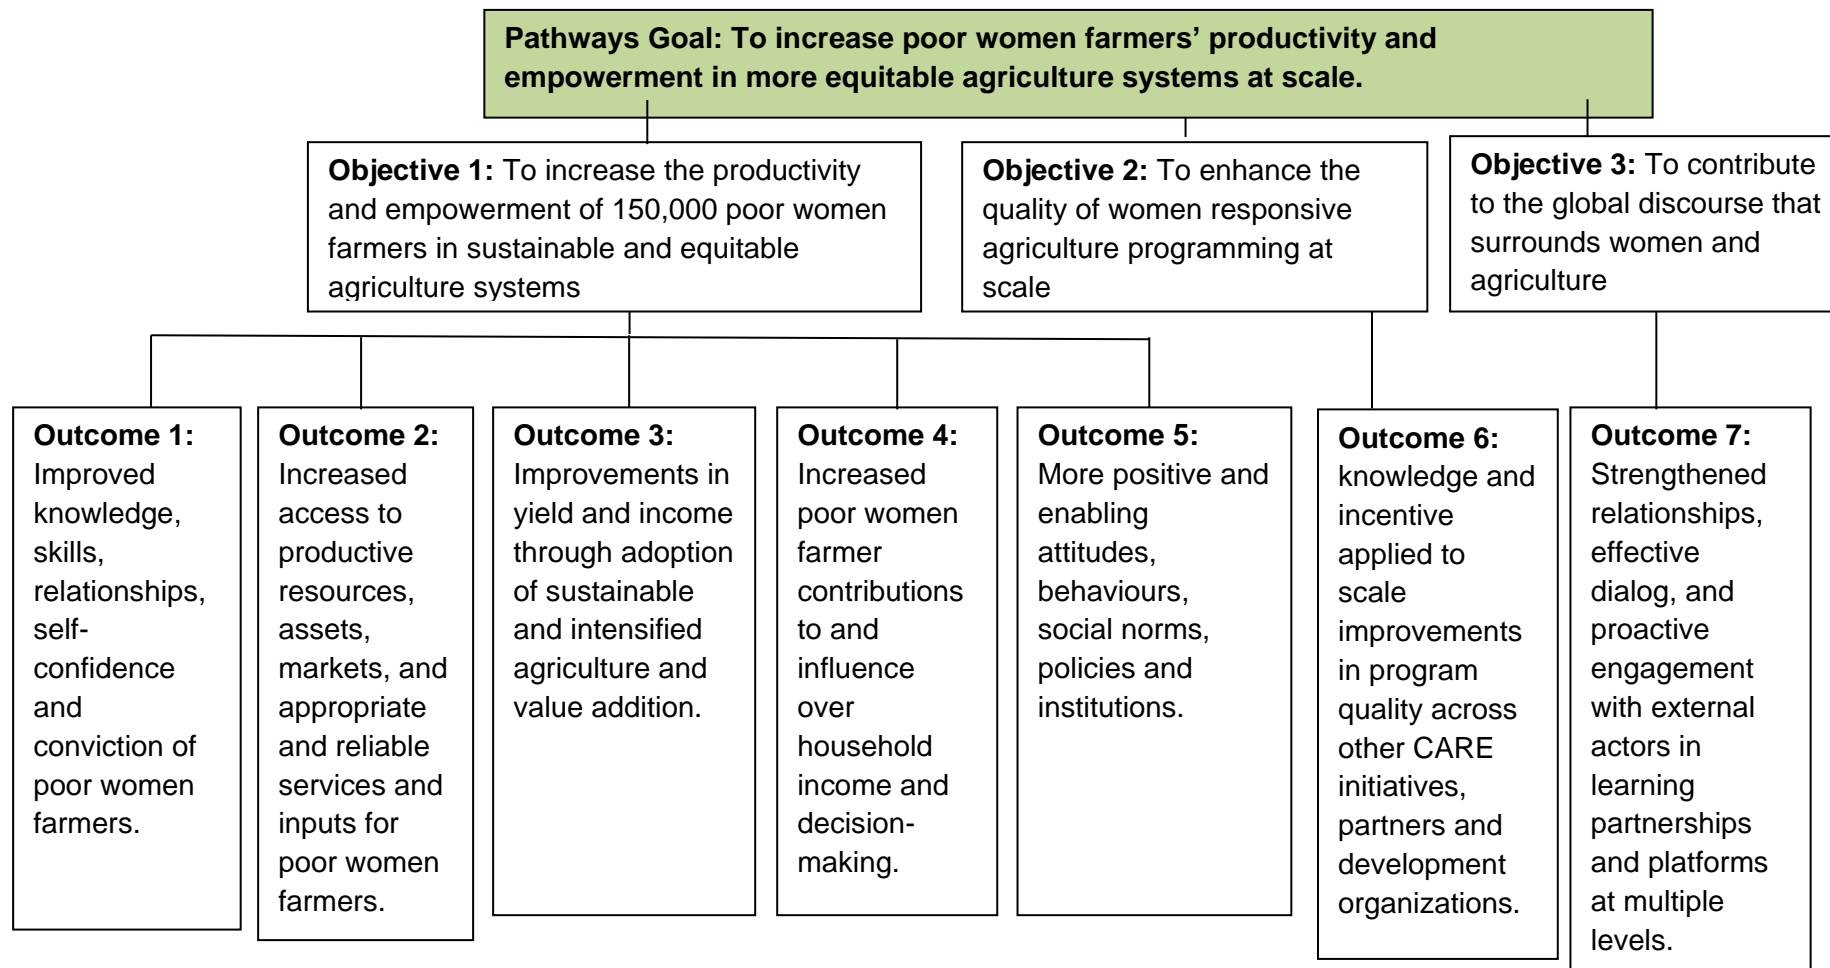 Pathways Goal: To increase poor women farmers’ productivity and
empowerment in more equitable agriculture systems at scale.
Objective 1: To increase the productivity
and empowerment of 150,000 poor women
farmers in sustainable and equitable
agriculture systems
Objective 2: To enhance the
quality of women responsive
agriculture programming at
scale
Objective 3: To contribute
to the global discourse that
surrounds women and
agriculture
Outcome 1:
Improved
knowledge,
skills,
relationships,
self-
confidence
and
conviction of
poor women
farmers.
Outcome 2:
Increased
access to
productive
resources,
assets,
markets, and
appropriate
and reliable
services and
inputs for
poor women
farmers.
Outcome 3:
Improvements in
yield and income
through adoption
of sustainable
and intensified
agriculture and
value addition.
Outcome 4:
Increased
poor women
farmer
contributions
to and
influence
over
household
income and
decision-
making.
Outcome 5:
More positive and
enabling
attitudes,
behaviours,
social norms,
policies and
institutions.
Outcome 6:
knowledge and
incentive
applied to
scale
improvements
in program
quality across
other CARE
initiatives,
partners and
development
organizations.
Outcome 7:
Strengthened
relationships,
effective
dialog, and
proactive
engagement
with external
actors in
learning
partnerships
and platforms
at multiple
levels.